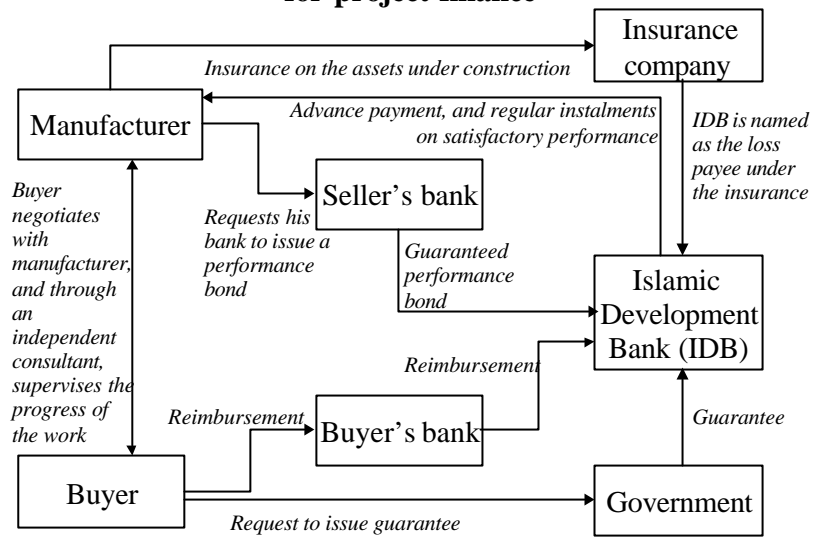 for project finance
Insurance
company
Insurance on the assets under construction
Manufacturer
Advance payment, and regular instalments
on satisfactory performance
IDB is named
as the loss
payee under
the insurance
Seller's bank
Requests his
bank to issue a
performance
bond
Guaranteed
performance
bond
Buyer
negotiates
with
manufacturer,
and through
an
independent
consultant,
supervises the
progress of
the work
Islamic
Development
Bank (IDB)
Reimbursement
Reimbursement
Buyer's bank
Guarantee
Buyer
Government
Request to issue guarantee